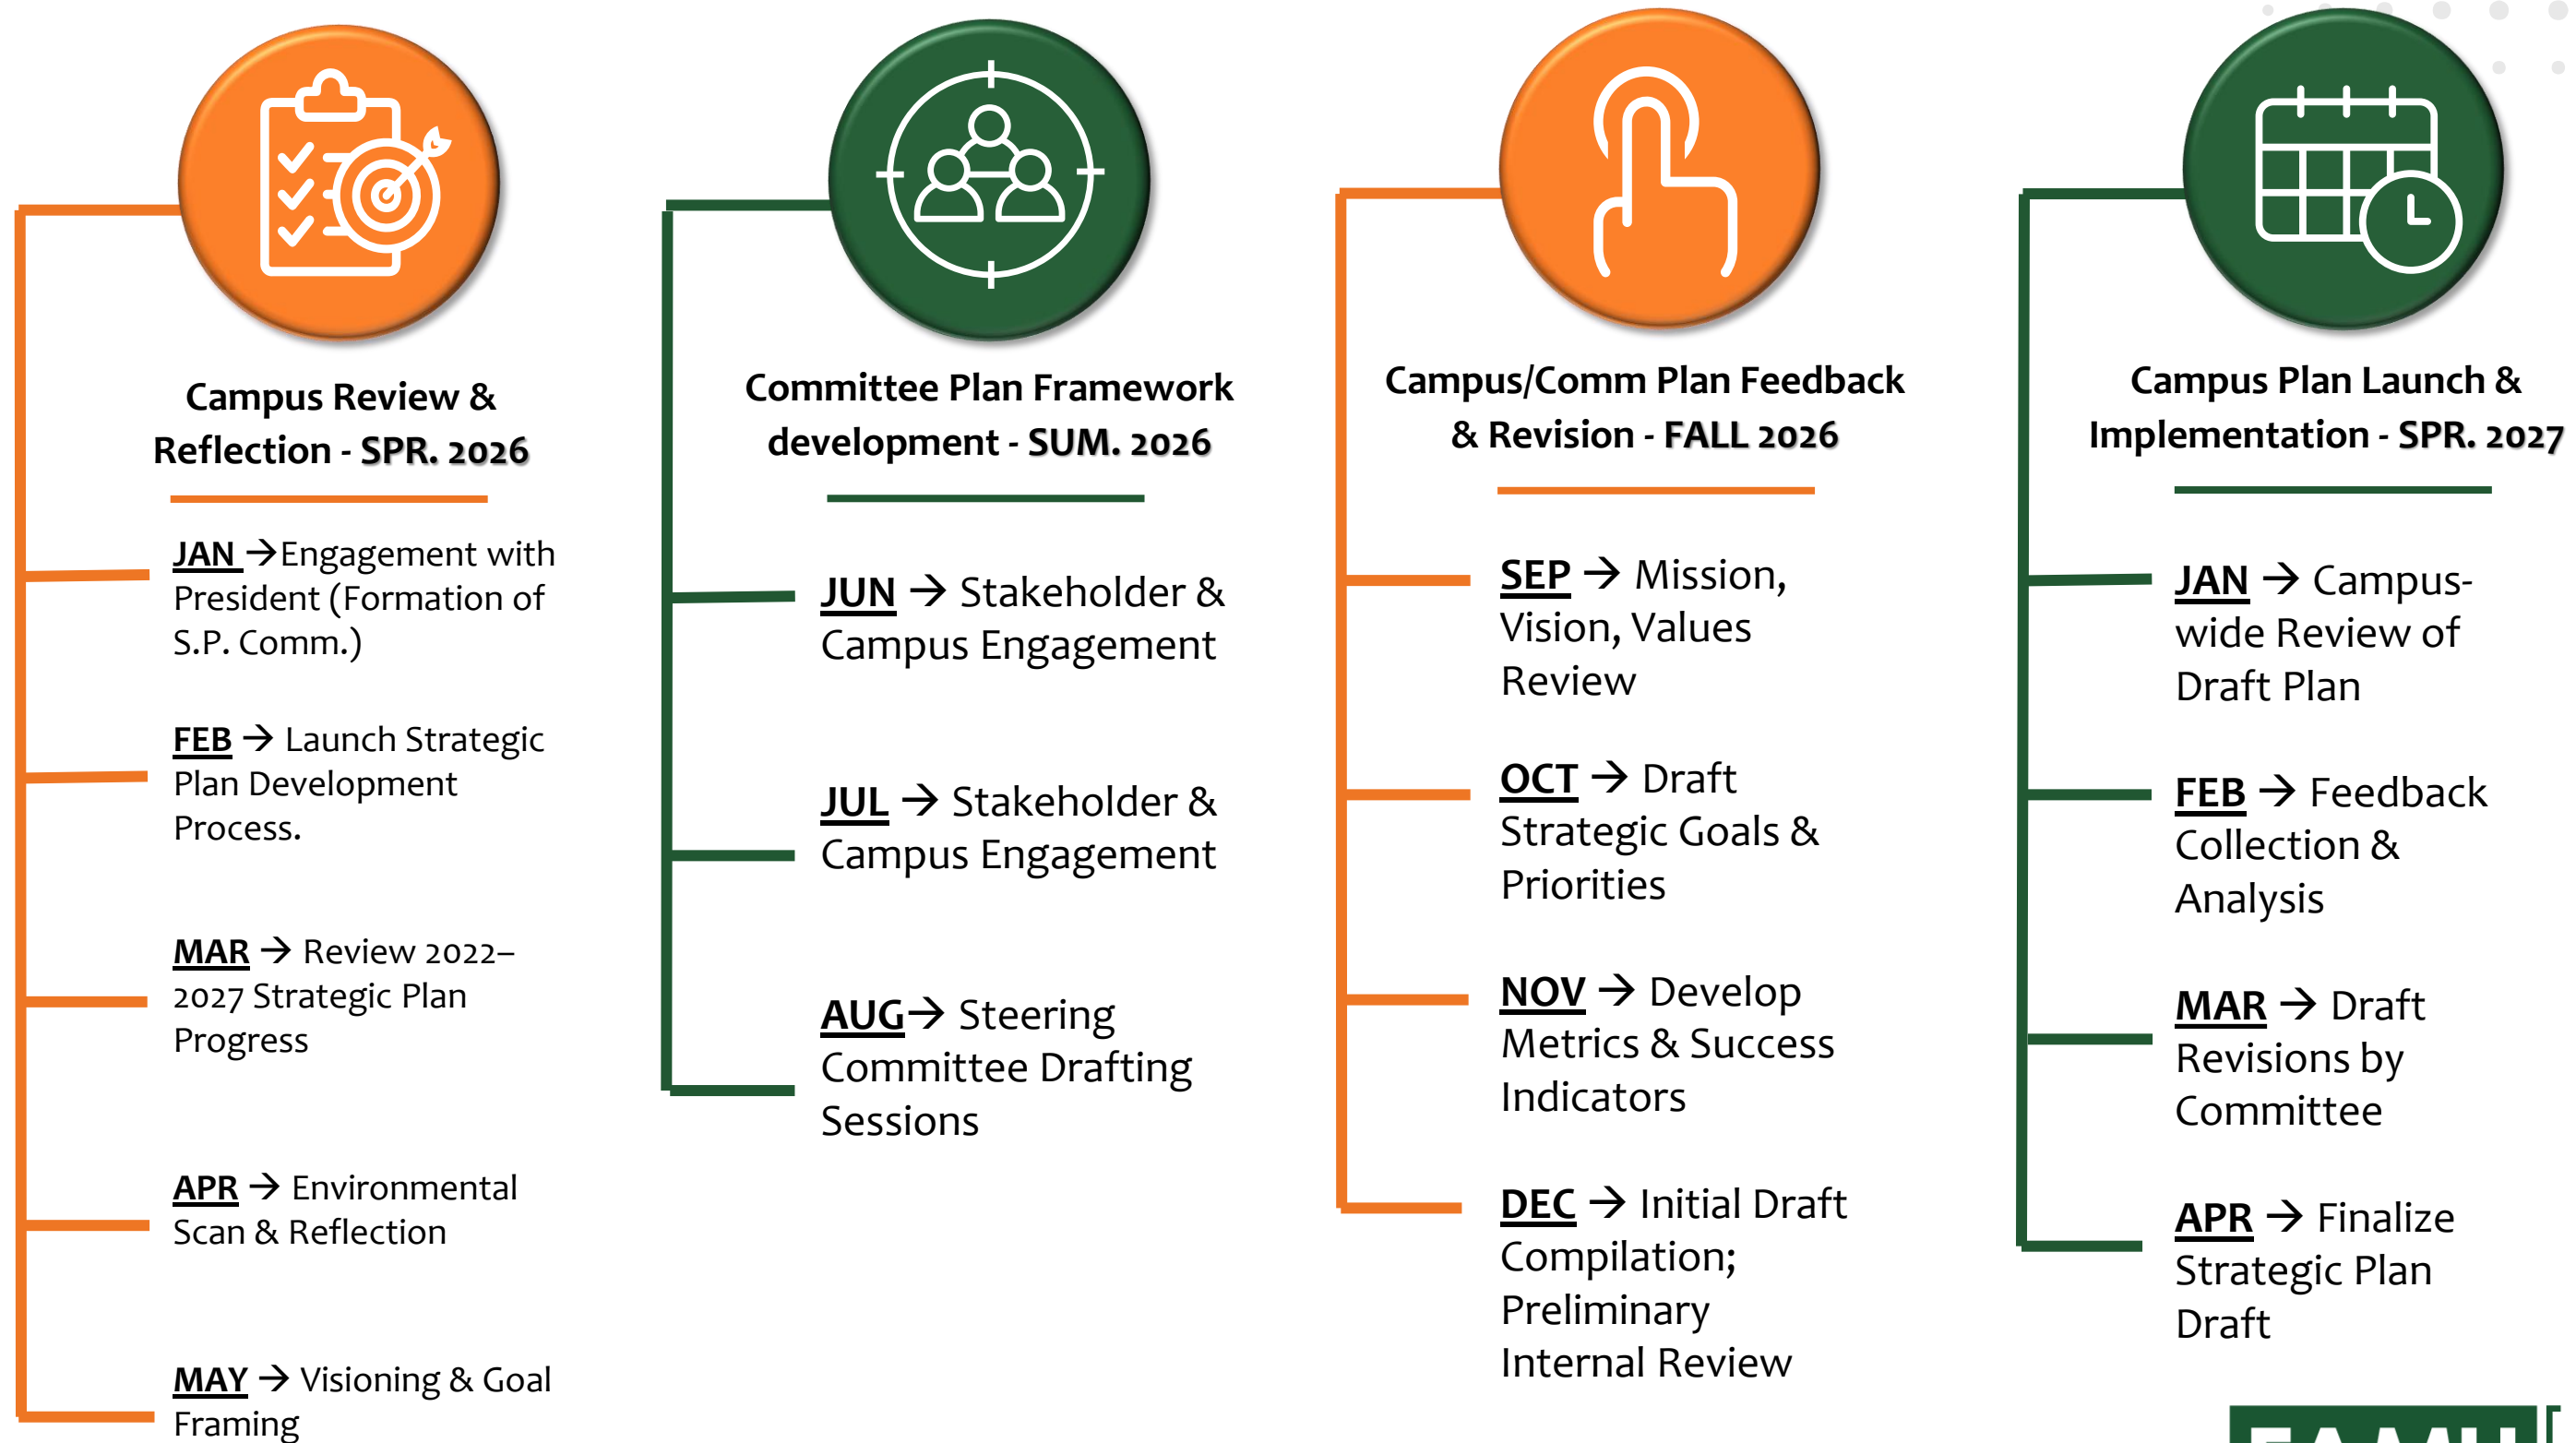 Campus Review &
Reflection - SPR. 2026
JAN →Engagement with
President (Formation of
S.P. Comm.)
FEB → Launch Strategic
Plan Development
Process.
MAR → Review 2022–
2027 Strategic Plan
Progress
APR → Environmental
Scan & Reflection
MAY → Visioning & Goal
Framing
Committee Plan Framework
development - SUM. 2026
JUN → Stakeholder &
Campus Engagement
JUL → Stakeholder &
Campus Engagement
AUG→ Steering
Committee Drafting
Sessions
Campus/Comm Plan Feedback
& Revision - FALL 2026
SEP → Mission,
Vision, Values
Review
OCT → Draft
Strategic Goals &
Priorities
NOV → Develop
Metrics & Success
Indicators
DEC → Initial Draft
Compilation;
Preliminary
Internal Review
Campus Plan Launch &
Implementation - SPR. 2027
JAN → Campus-
wide Review of
Draft Plan
FEB → Feedback
Collection &
Analysis
MAR → Draft
Revisions by
Committee
APR → Finalize
Strategic Plan
Draft